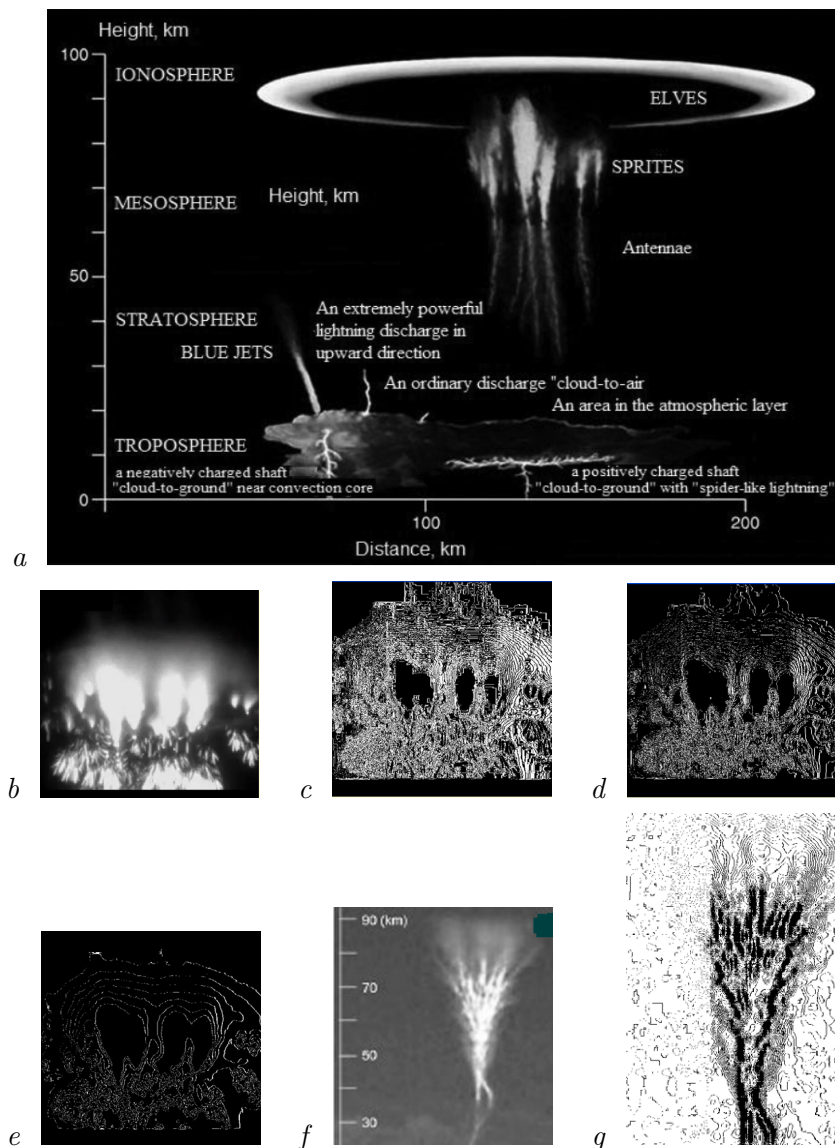 Height, km
100
IONOSPHERE
ELVES
SPRITES
MESOSPHERE
Height, km
Antennae
50
An extremely powerful
STRATOSPHERE
lightning discharge in
BLUE JETS
upward direction
An ordinary discharge "cloud-to-air
An area in the atmospheric layer
TROPOSPHERE
a negatively charged shaft
"cloud-to-ground" near convection core
a positively charged shaft
"cloud-to-ground" with "spider-like lightning"
0
100
200
Distance, km
a
b
c
d
90 (km)
70
50
30
e
f
g